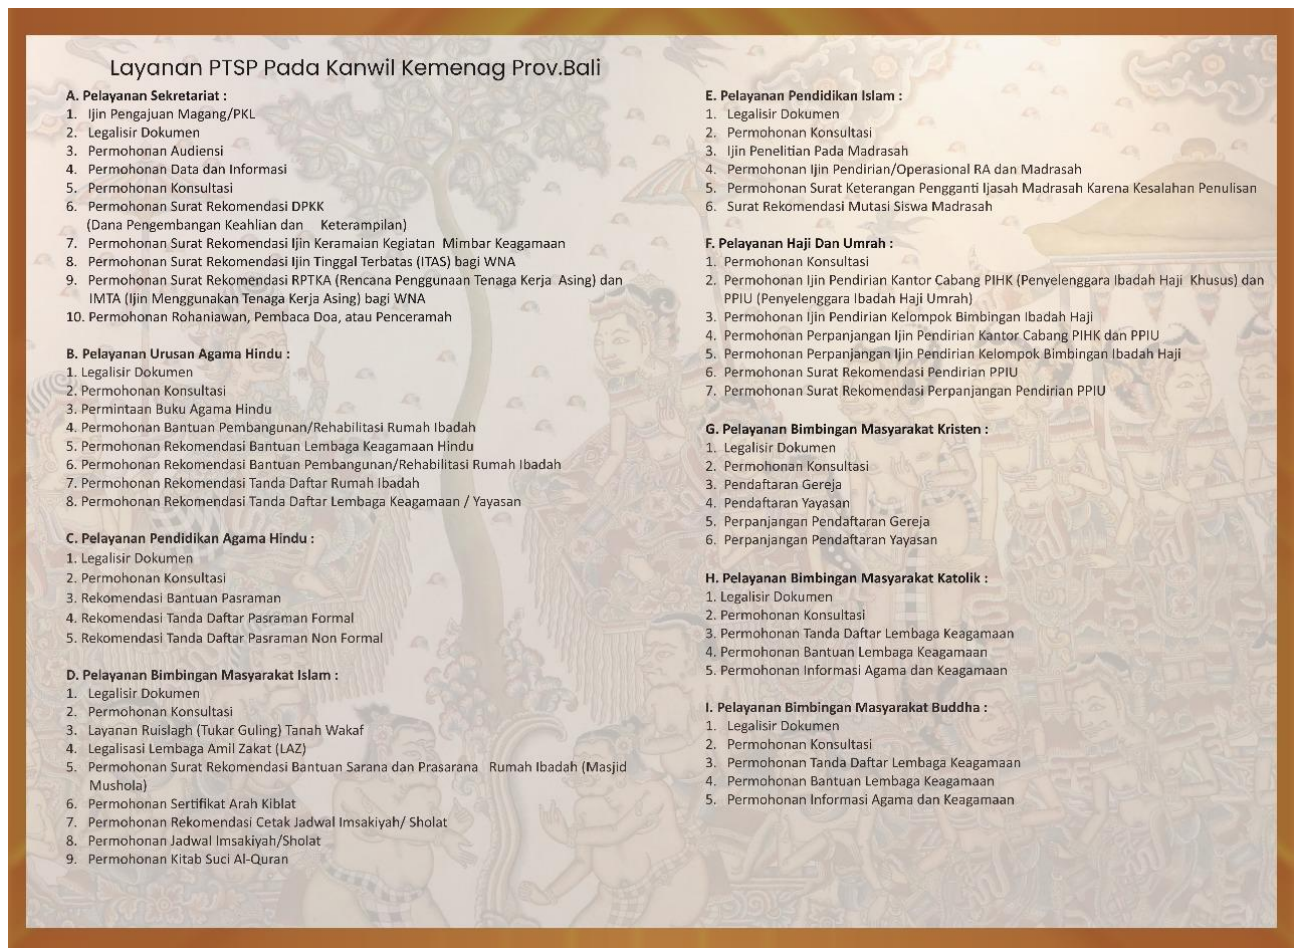 Layanan PTSP Pada Kanwil Kemenag Prov.Bali
A. Pelayanan Sekretariat :
1. Ijin Pengajuan Magang/PKL
2. Legalisir Dokumen
3. Permohonan Audiensi
4. Permohonan Data dan Informasi
5. Permohonan Konsultasi
6. Permohonan Surat Rekomendasi DPKK
(Dana Pengembangan Keahlian dan Keterampilan)
7. Permohonan Surat Rekomendasi Ijin Keramaian Kegiatan Mimbar Keagamaan
8. Permohonan Surat Rekomendasi Ijin Tinggal Terbatas (ITAS) bagi WNA
9. Permohonan Surat Rekomendasi RPTKA (Rencana Penggunaan Tenaga Kerja Asing) dan
IMTA (Ijin Menggunakan Tenaga Kerja Asing) bagi WNA
10. Permohonan Rohaniawan, Pembaca Doa, atau Penceramah
B. Pelayanan Urusan Agama Hindu :
1. Legalisir Dokumen
2. Permohonan Konsultasi
3. Permintaan Buku Agama Hindu
4. Permohonan Bantuan Pembangunan/Rehabilitasi Rumah Ibadah
5. Permohonan Rekomendasi Bantuan Lembaga Keagamaan Hindu
6. Permohonan Rekomendasi Bantuan Pembangunan/Rehabilitasi Rumah Ibadah
7. Permohonan Rekomendasi Tanda Daftar Rumah Ibadah
8. Permohonan Rekomendasi Tanda Daftar Lembaga Keagamaan / Yayasan
C. Pelayanan Pendidikan Agama Hindu :
1. Legalisir Dokumen
2. Permohonan Konsultasi
3. Rekomendasi Bantuan Pasraman
4. Rekomendasi Tanda Daftar Pasraman Formal
5. Rekomendasi Tanda Daftar Pasraman Non Formal
D. Pelayanan Bimbingan Masyarakat Islam :
1. Legalisir Dokumen
2. Permohonan Konsultasi
3. Layanan Ruislagh (Tukar Guling) Tanah Wakaf
4. Legalisasi Lembaga Amil Zakat (LAZ)
5. Permohonan Surat Rekomendasi Bantuan Sarana dan Prasarana Rumah Ibadah (Masjid
Mushola)
6. Permohonan Sertifikat Arah Kiblat
7. Permohonan Rekomendasi Cetak Jadwal Imsakiyah/ Sholat
8. Permohonan Jadwal Imsakiyah/Sholat
9. Permohonan Kitab Suci Al-Quran
E. Pelayanan Pendidikan Islam :
1. Legalisir Dokumen
2. Permohonan Konsultasi
3. Ijin Penelitian Pada Madrasah
4. Permohonan Ijin Pendirian/Operasional RA dan Madrasah
5. Permohonan Surat Keterangan Pengganti Ijasah Madrasah Karena Kesalahan Penulisan
6. Surat Rekomendasi Mutasi Siswa Madrasah
F. Pelayanan Haji Dan Umrah :
1. Permohonan Konsultasi
2. Permohonan Ijin Pendirian Kantor Cabang PIHK (Penyelenggara Ibadah Haji Khusus) dan
PPIU (Penyelenggara Ibadah Haji Umrah)
3. Permohonan Ijin Pendirian Kelompok Bimbingan Ibadah Haji
4. Permohonan Perpanjangan Ijin Pendirian Kantor Cabang PIHK dan PPIU
5. Permohonan Perpanjangan Ijin Pendirian Kelompok Bimbingan Ibadah Haji
6. Permohonan Surat Rekomendasi Pendirian PPIU
7. Permohonan Surat Rekomendasi Perpanjangan Pendirian PPIU
G. Pelayanan Bimbingan Masyarakat Kristen :
1. Legalisir Dokumen
2. Permohonan Konsultasi
3. Pendaftaran Gereja
4. Pendaftaran Yayasan
5. Perpanjangan Pendaftaran Gereja
6. Perpanjangan Pendaftaran Yayasan
H. Pelayanan Bimbingan Masyarakat Katolik :
1. Legalisir Dokumen
2. Permohonan Konsultasi
3. Permohonan Tanda Daftar Lembaga Keagamaan
4. Permohonan Bantuan Lembaga Keagamaan
5. Permohonan Informasi Agama dan Keagamaan
I. Pelayanan Bimbingan Masyarakat Buddha :
1. Legalisir Dokumen
2. Permohonan Konsultasi
3. Permohonan Tanda Daftar Lembaga Keagamaan
4. Permohonan Bantuan Lembaga Keagamaan
5. Permohonan Informasi Agama dan Keagamaan